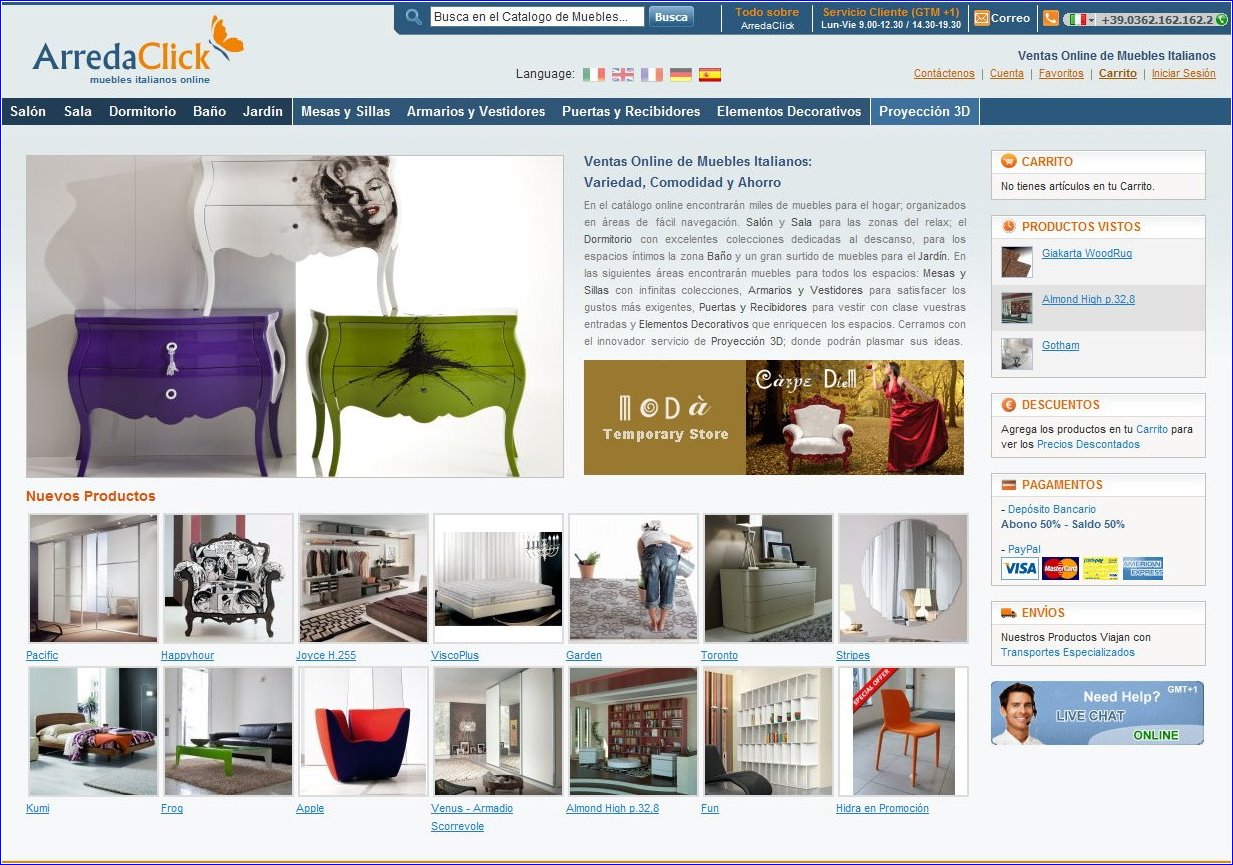 Busca en el Catalogo de Muebles...
Busca
Todo sobre
ArredaClick
Servicio Cliente (GTM +1)
Lun-Vie 9.00-12.30 / 14.30-19.30
Correo
+39.0362.162.162.2
ArredaClick
muebles italianos online
Language:
Ventas Online de Muebles Italianos
Contáctenos | Cuenta | Favoritos | Carrito | Iniciar Sesión
Salón Sala Dormitorio Baño Jardín Mesas y Sillas Armarios y Vestidores Puertas y Recibidores Elementos Decorativos Proyección 3D
Ventas Online de Muebles Italianos:
Variedad, Comodidad y Ahorro
En el catálogo online encontrarán miles de muebles para el hogar; organizados
en áreas de fácil navegación. Salón y Sala para las zonas del relax; el
Dormitorio con excelentes colecciones dedicadas al descanso, para los
espacios íntimos la zona Baño y un gran surtido de muebles para el Jardín. En
las siguientes áreas encontrarán muebles para todos los espacios: Mesas y
Sillas con infinitas colecciones, Armarios y Vestidores para satisfacer los
gustos más exigentes, Puertas y Recibidores para vestir con clase vuestras
entradas y Elementos Decorativos que enriquecen los espacios. Cerramos con
el innovador servicio de Proyección 3D; donde podrán plasmar sus ideas.
MODà
Temporary Store
Càrpe Diem
CARRITO
No tienes artículos en tu Carrito.
PRODUCTOS VISTOS
Giakarta WoodRug
Almond High p.32,8
Gotham
DESCUENTOS
Agrega los productos en tu Carrito para
ver los Precios Descontados
PAGAMENTOS
- Depósito Bancario
Abono 50% - Saldo 50%
- PayPal
VISA MasterCard postepay AMERICAN EXPRESS
ENVÌOS
Nuestros Productos Viajan con
Transportes Especializados
Need Help? GMT+1
LIVE CHAT
ONLINE
Nuevos Productos
Pacific Happyhour Joyce H.255 ViscoPlus Garden Toronto Stripes
SPECIAL OFFER
Kumi Frog Apple Venus - Armadio Almond High p.32,8 Fun Hidra en Promoción
Scorrevole